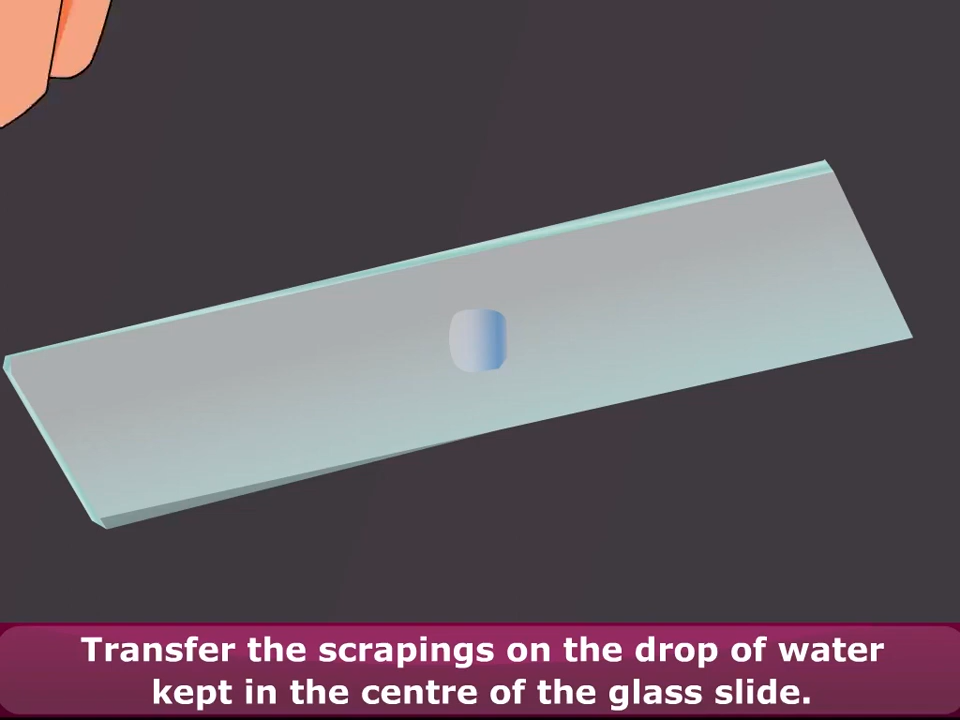 Transfer the scrapings on the drop of water
kept in the centre of the glass slide.